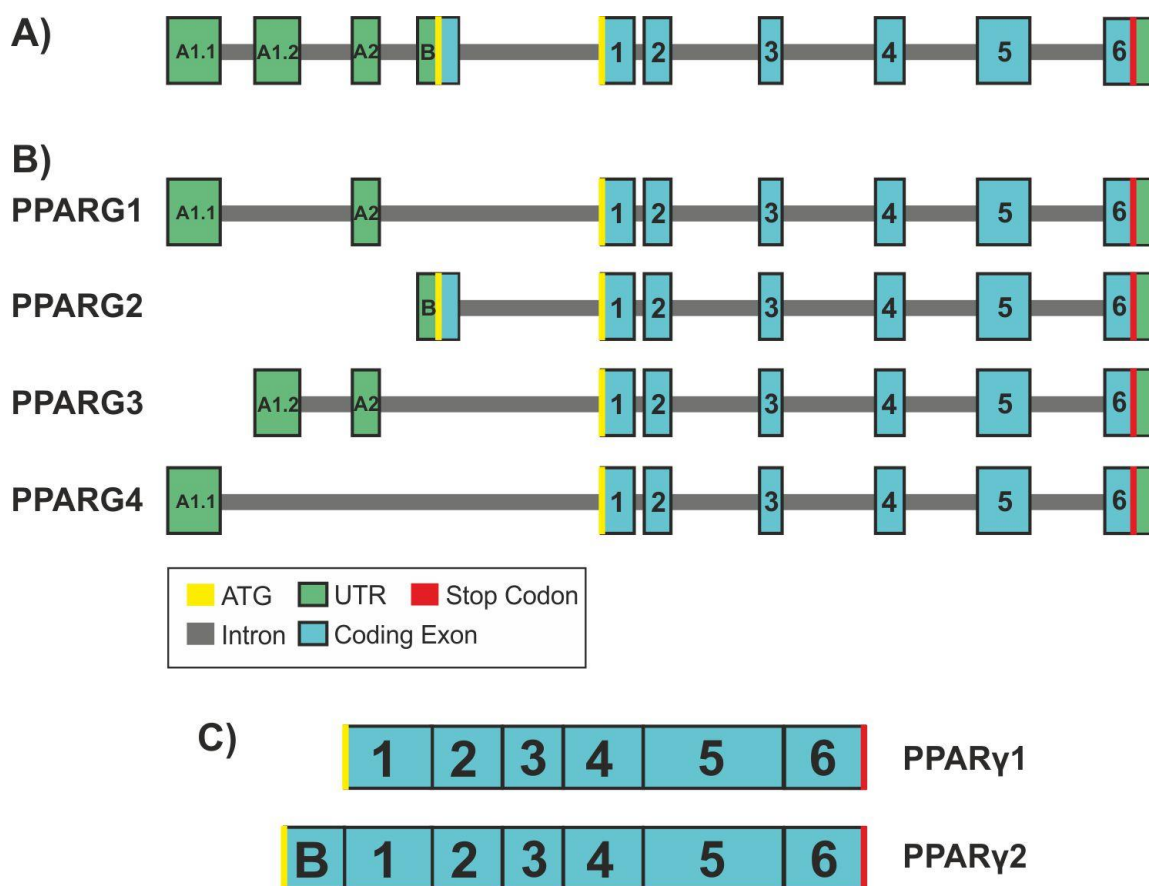 A)
A1.1 A1.2 A2 B 1 2 3 4 5 6
B)
PPARG1 A1.1 A2 1 2 3 4 5 6
PPARG2 B 1 2 3 4 5 6
PPARG3 A1.2 A2 1 2 3 4 5 6
PPARG4 A1.1 1 2 3 4 5 6
ATG UTR Stop Codon
Intron Coding Exon
C)
1 2 3 4 5 6 PPARγ1
B 1 2 3 4 5 6 PPARγ2